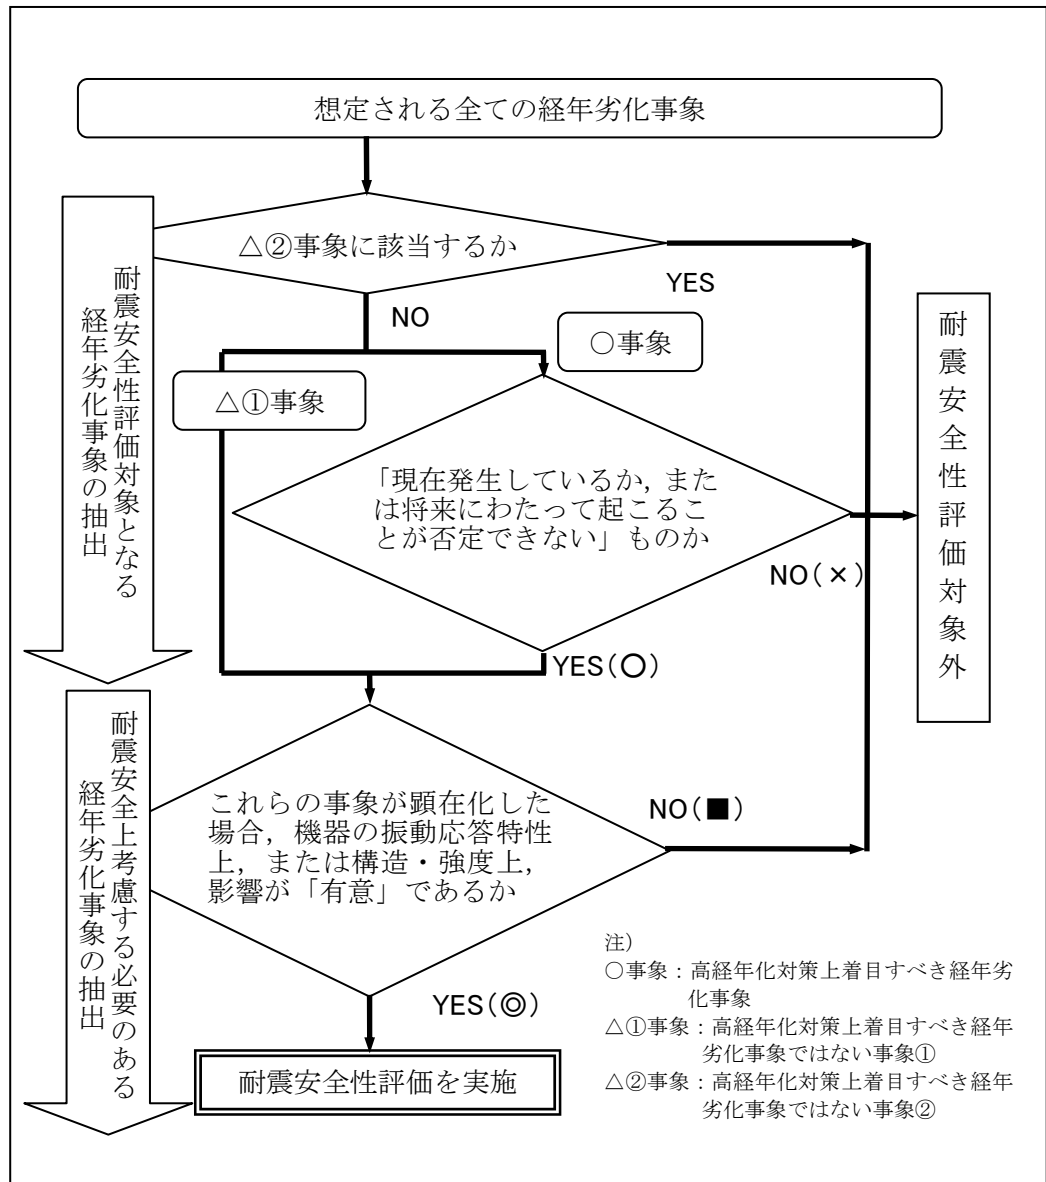 想定される全ての経年劣化事象
△②事象に該当するか
YES
NO
○事象
△①事象
「現在発生しているか，また
は将来にわたって起こるこ
とが否定できない」ものか
NO（×）
YES（○）
耐震安全性評価対象外
耐震安全性評価対象となる
経年劣化事象の抽出
これらの事象が顕在化した
場合，機器の振動応答特性
上，または構造・強度上，
影響が「有意」であるか
NO（■）
YES（◎）
耐震安全性評価を実施
耐震安全上考慮する必要のある
経年劣化事象の抽出
注）
○事象：高経年化対策上着目すべき経年劣
化事象
△①事象：高経年化対策上着目すべき経年
劣化事象ではない事象①
△②事象：高経年化対策上着目すべき経年
劣化事象ではない事象②